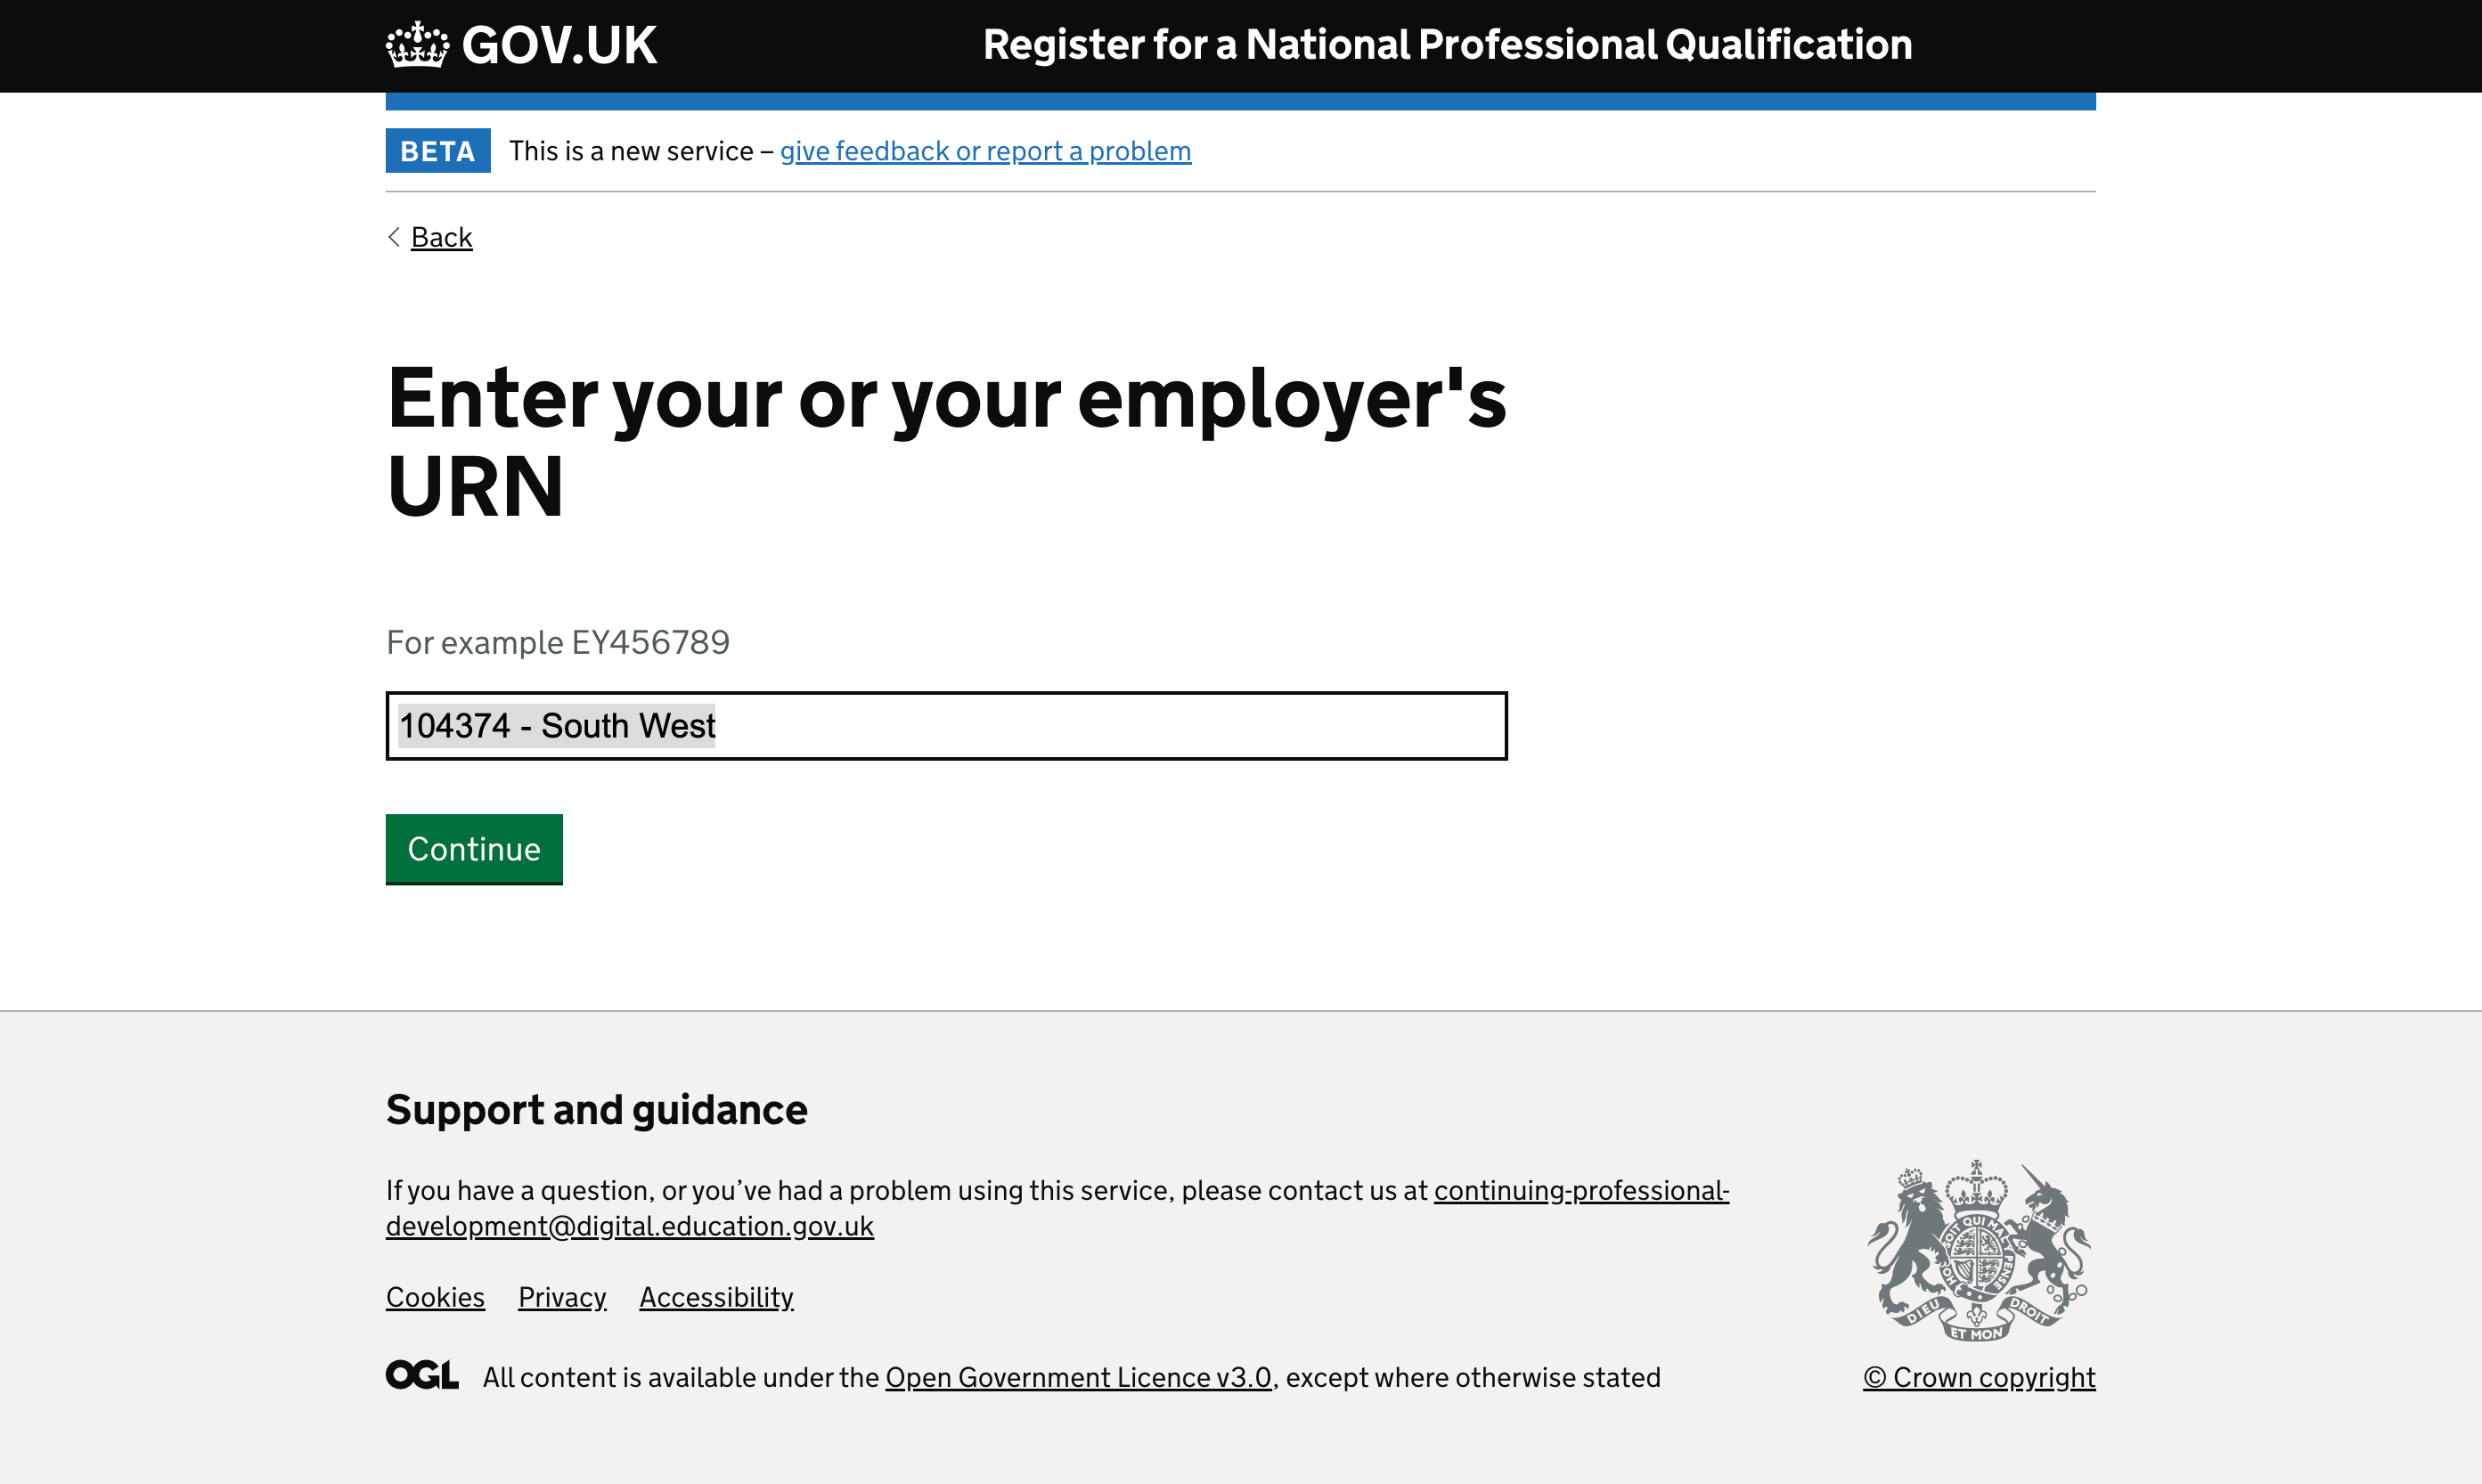 GOV.UK
Register for a National Professional Qualification
BETA This is a new service – give feedback or report a problem
Back
Enter your or your employer's
URN
For example EY456789
104374 - South West
Continue
Support and guidance
If you have a question, or you’ve had a problem using this service, please contact us at continuing-professional-
development@digital.education.gov.uk
Cookies Privacy Accessibility
DIEU ET MON DROIT
OGL All content is available under the Open Government Licence v3.0, except where otherwise stated
© Crown copyright